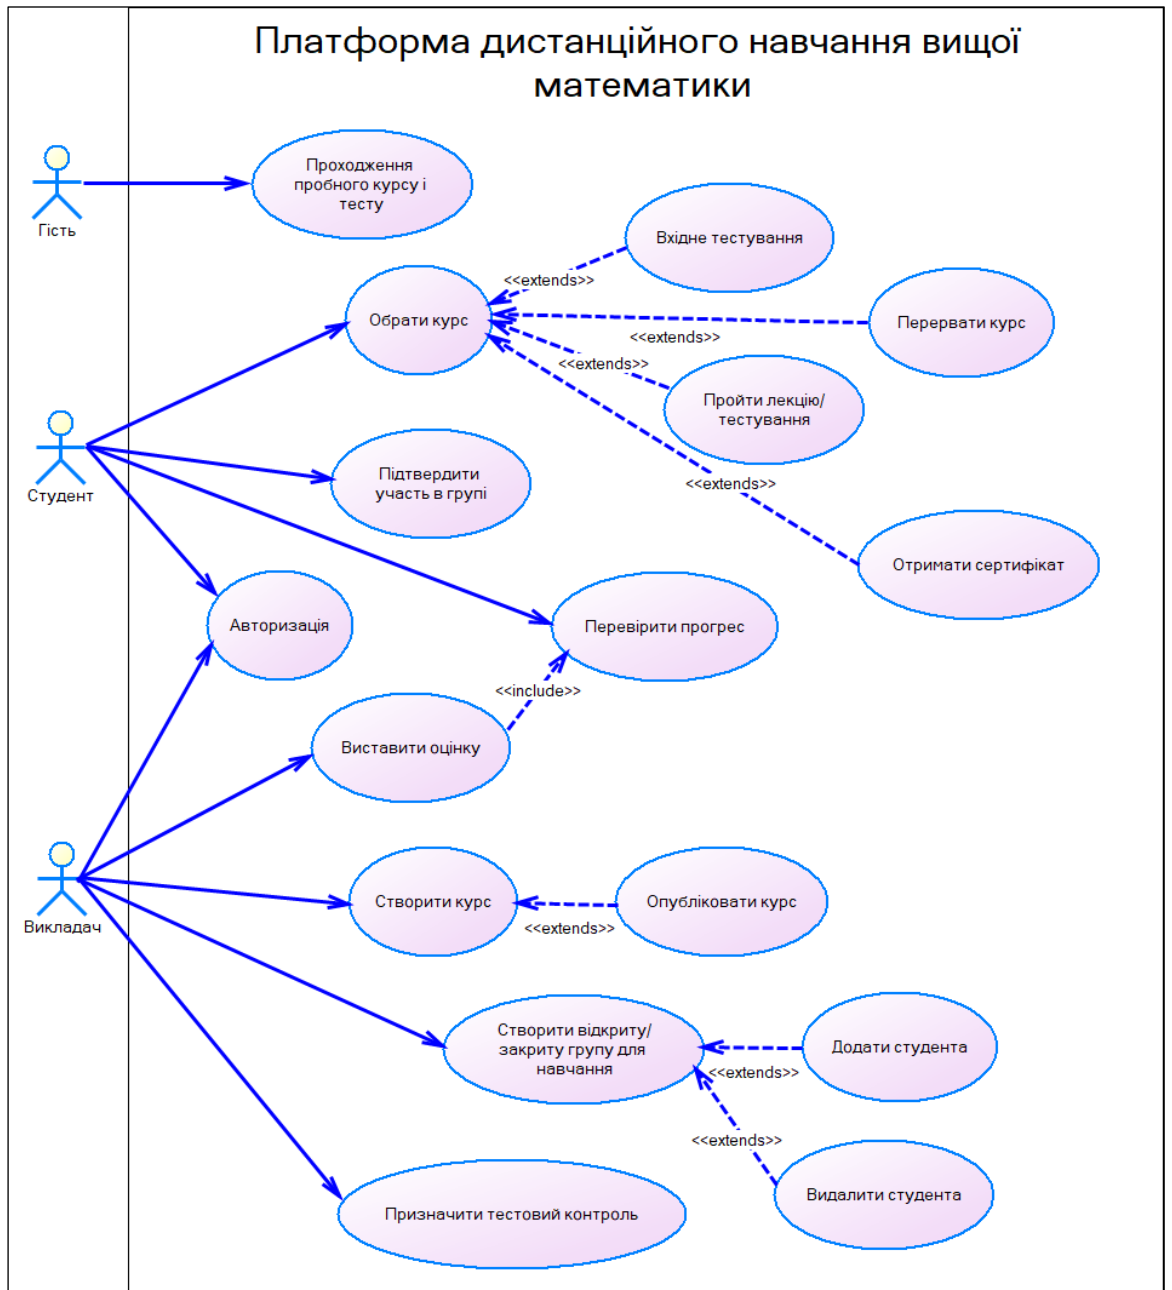 Платформа дистанційного навчання вищої
математики
Проходження
пробного курсу і
тесту
Гість
Вхідне тестування
<<extends>>
Обрати курс
Перервати курс
<<extends>>
<<extends>>
Пройти лекцію/
тестування
Студент
Підтвердити
участь в групі
<<extends>>
Отримати сертифікат
Авторизація
Перевірити прогрес
<<include>>
Виставити оцінку
Викладач
Створити курс
Опубліковати курс
<<extends>>
Створити відкриту/
закриту групу для
навчання
Додати студента
<<extends>>
<<extends>>
Видалити студента
Призначити тестовий контроль